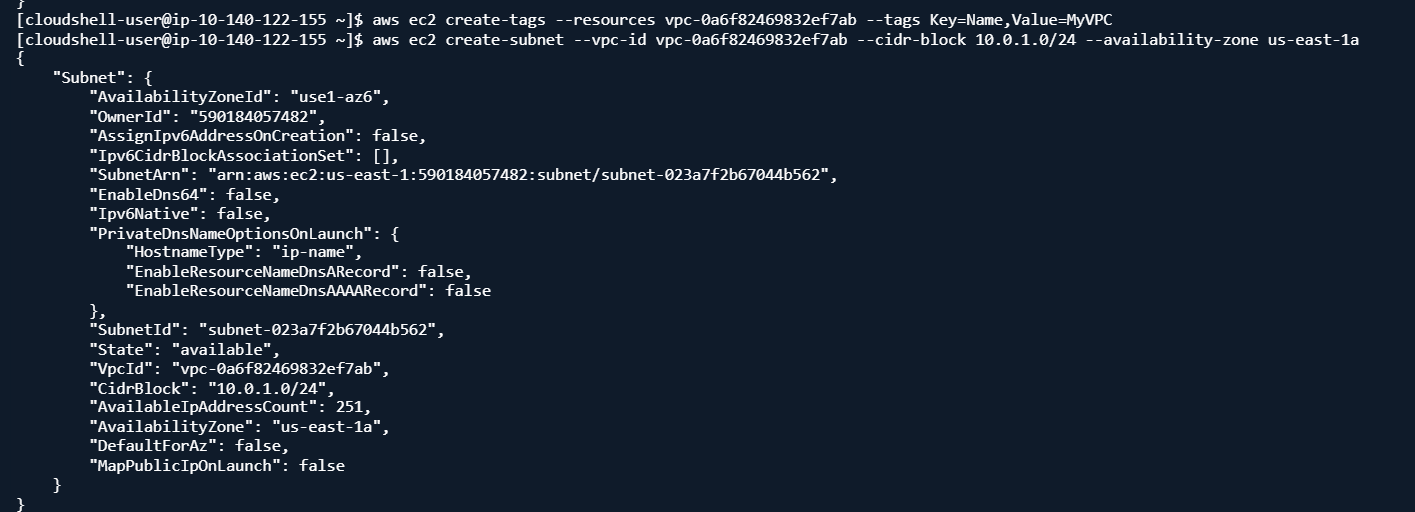 }
[cloudshell-user@ip-10-140-122-155 ~]$ aws ec2 create-tags --resources vpc-0a6f82469832ef7ab --tags Key=Name,Value=MyVPC
[cloudshell-user@ip-10-140-122-155 ~]$ aws ec2 create-subnet --vpc-id vpc-0a6f82469832ef7ab --cidr-block 10.0.1.0/24 --availability-zone us-east-1a
{
    "Subnet": {
        "AvailabilityZoneId": "use1-az6",
        "OwnerId": "590184057482",
        "AssignIpv6AddressOnCreation": false,
        "Ipv6CidrBlockAssociationSet": [],
        "SubnetArn": "arn:aws:ec2:us-east-1:590184057482:subnet/subnet-023a7f2b67044b562",
        "EnableDns64": false,
        "Ipv6Native": false,
        "PrivateDnsNameOptionsOnLaunch": {
            "HostnameType": "ip-name",
            "EnableResourceNameDnsARecord": false,
            "EnableResourceNameDnsAAAARecord": false
        },
        "SubnetId": "subnet-023a7f2b67044b562",
        "State": "available",
        "VpcId": "vpc-0a6f82469832ef7ab",
        "CidrBlock": "10.0.1.0/24",
        "AvailableIpAddressCount": 251,
        "AvailabilityZone": "us-east-1a",
        "DefaultForAz": false,
        "MapPublicIpOnLaunch": false
    }
}